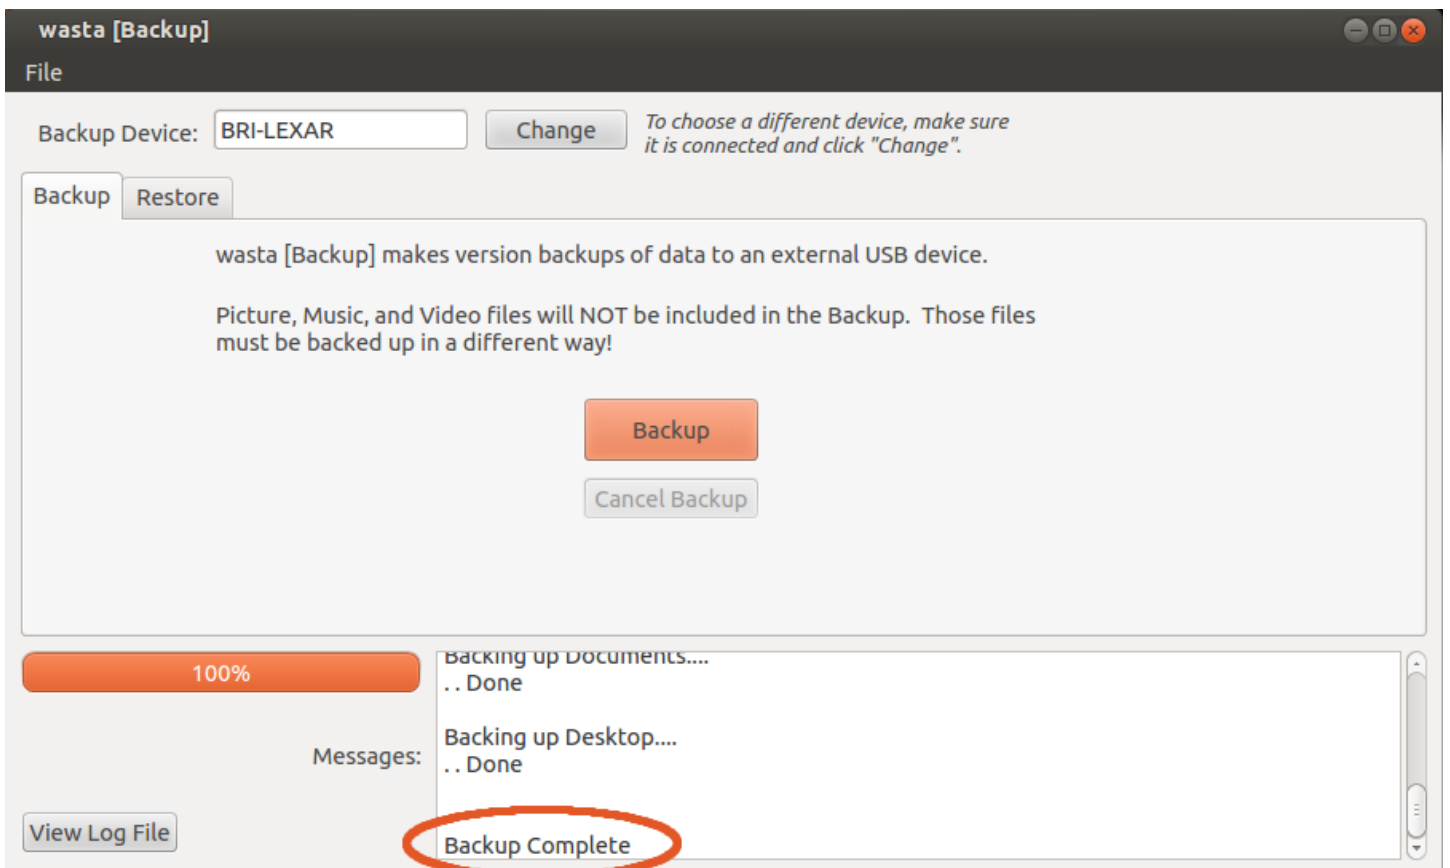 wasta [Backup]
File
Backup Device:
BRI-LEXAR
Change
To choose a different device, make sure
it is connected and click "Change".
Backup
Restore
wasta [Backup] makes version backups of data to an external USB device.
Picture, Music, and Video files will NOT be included in the Backup.  Those files
must be backed up in a different way!
Backup
Cancel Backup
100%
Messages:
Backing up Documents....
. . Done
Backing up Desktop....
. . Done
Backup Complete
View Log File